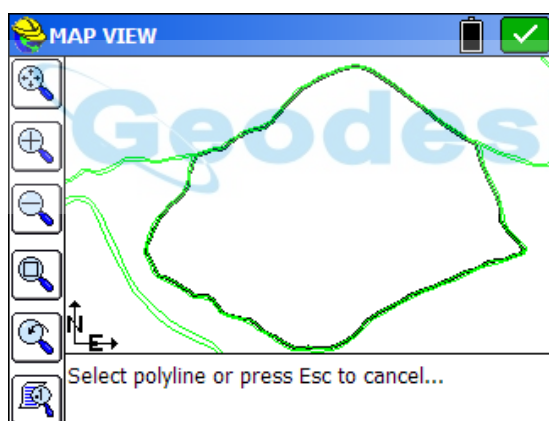 MAP VIEW
Geodes
N
E
Select polyline or press Esc to cancel...